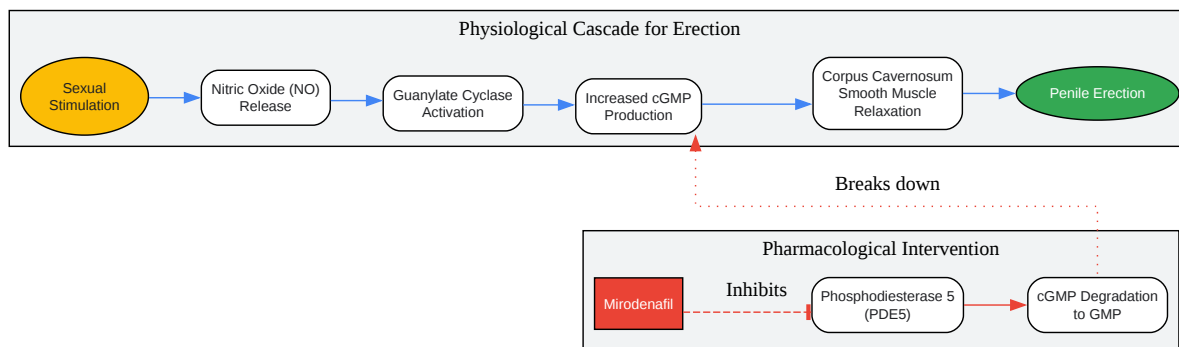 Physiological Cascade for Erection
Sexual
Stimulation
Nitric Oxide (NO)
Release
Guanylate Cyclase
Activation
Increased cGMP
Production
Corpus Cavernosum
Smooth Muscle
Relaxation
Penile Erection
Breaks down
Pharmacological Intervention
Mirodenafil
Inhibits
Phosphodiesterase 5
(PDE5)
cGMP Degradation
to GMP